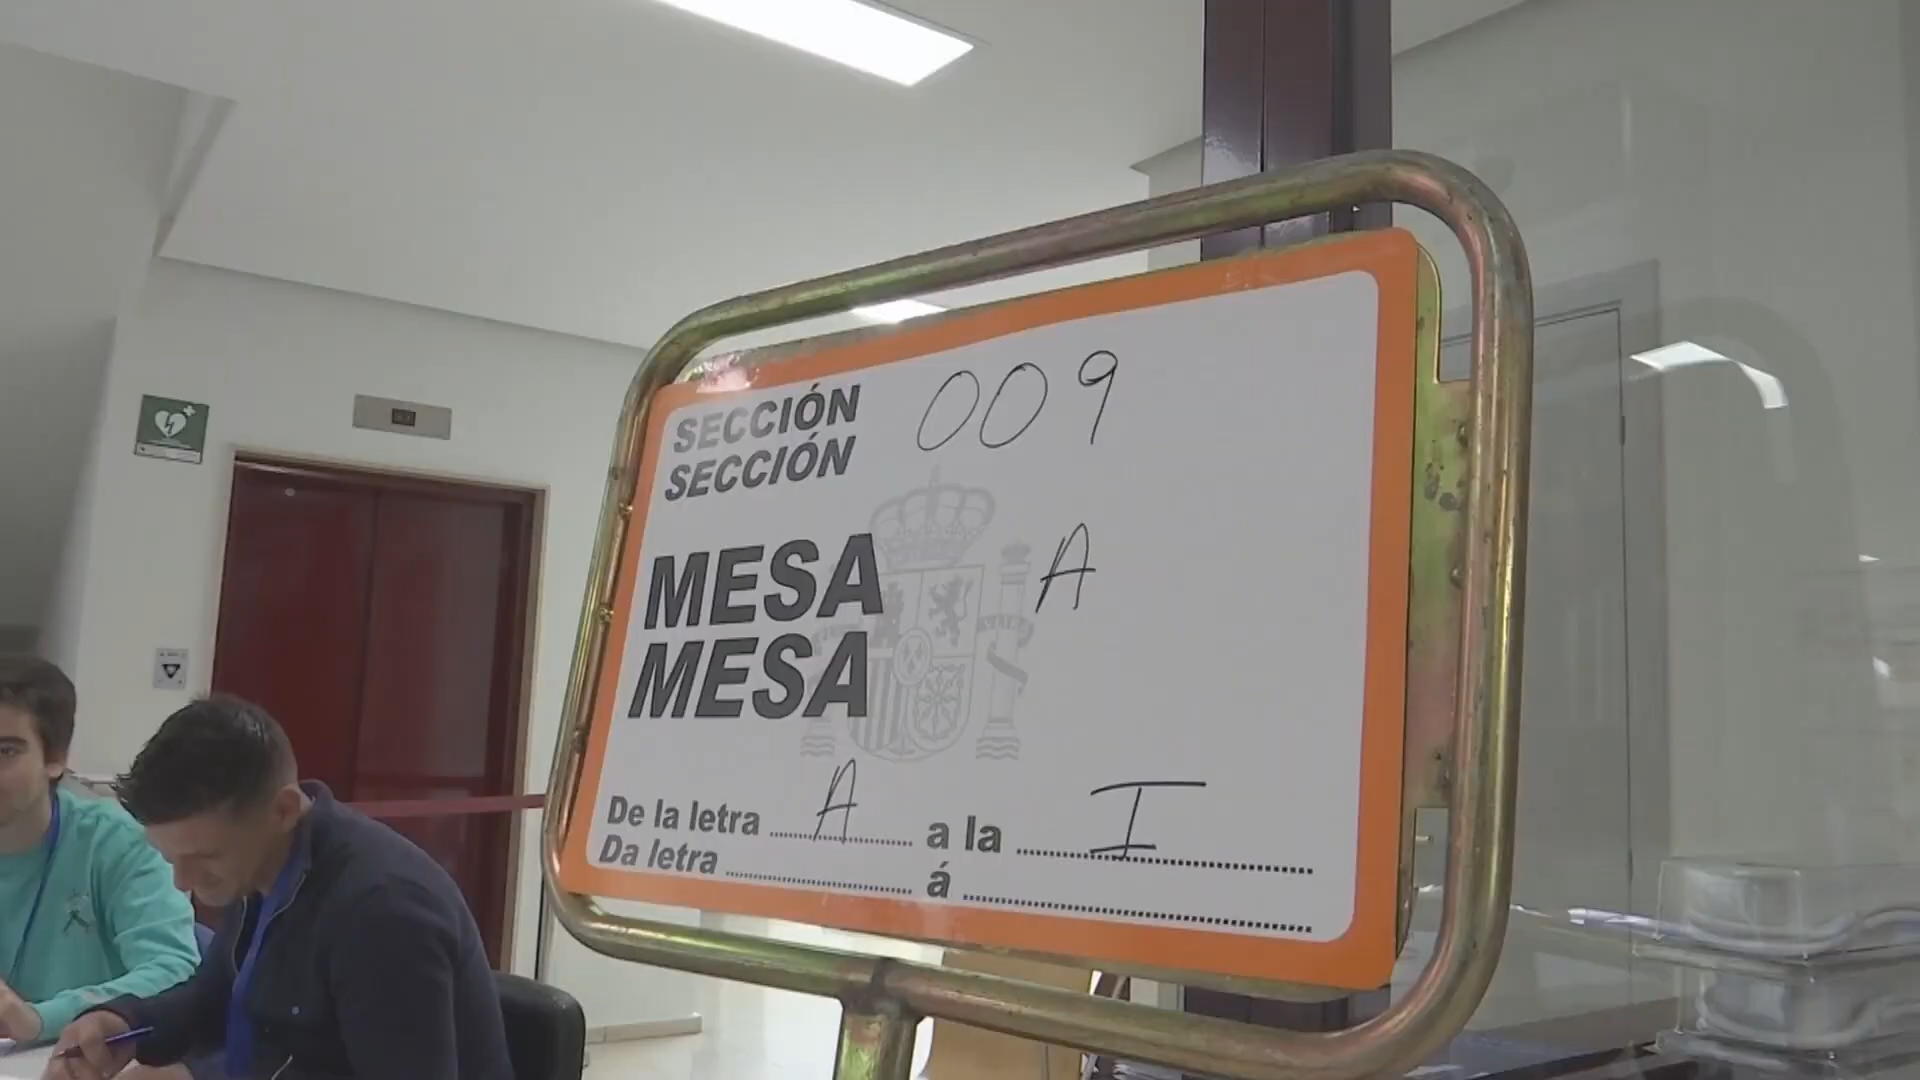 SECCIÓN 009
SECCIÓN
MESA A
MESA
De la letra A a la I
Da letra á